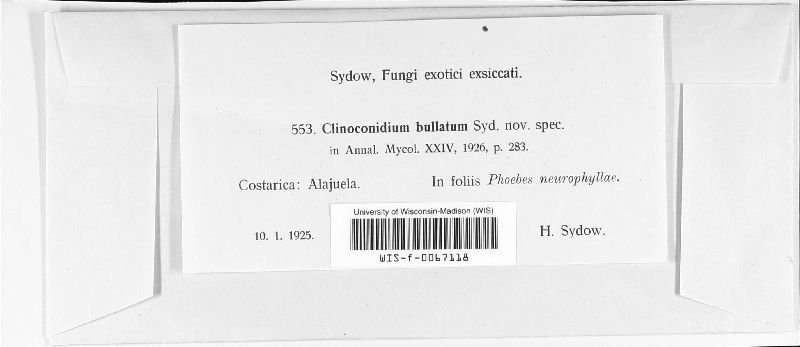 Sydow, Fungi exotici exsiccati.
553. Clinoconidium bullatum Syd. nov. spec.
in Annal. Mycol. XXIV, 1926, p. 283.
Costarica: Alajuela. In foliis Phoebes neurophyllae.
10. 1. 1925. H. Sydow.
University of Wisconsin-Madison (WIS)
WIS-f-0067118